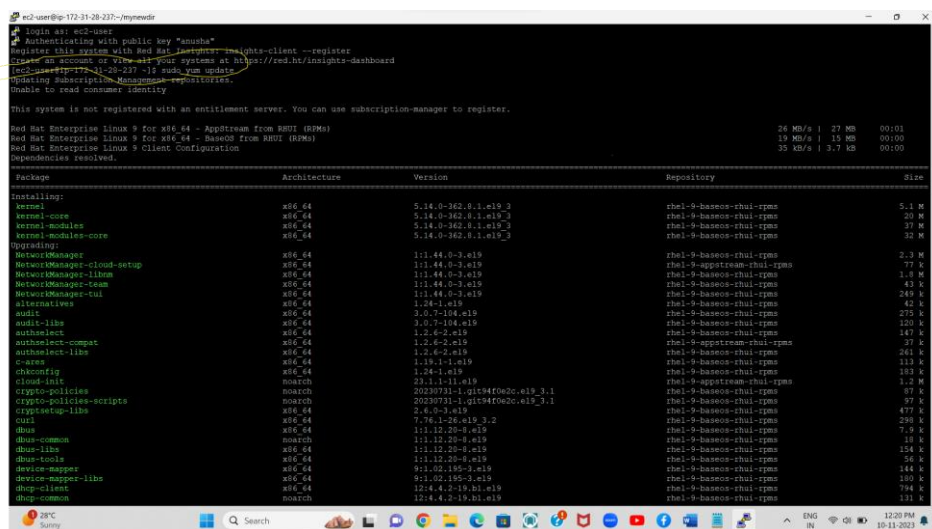 ec2-user@ip-172-31-28-237:~/mynewdir
login as: ec2-user
Authenticating with public key "anusha"
Register this system with Red Hat Insights: insights-client --register
Create an account or view all your systems at https://red.ht/insights-dashboard
[ec2-user@ip-172-31-28-237 ~]$ sudo yum update
Updating Subscription Management repositories.
Unable to read consumer identity
This system is not registered with an entitlement server. You can use subscription-manager to register.
Red Hat Enterprise Linux 9 for x86_64 - AppStream from RHUI (RPMs) 26 MB/s | 27 MB 00:01
Red Hat Enterprise Linux 9 for x86_64 - BaseOS from RHUI (RPMs) 19 MB/s | 15 MB 00:00
Red Hat Enterprise Linux 9 Client Configuration 35 kB/s | 3.7 kB 00:00
Dependencies resolved.
Package Architecture Version Repository Size
Installing:
kernel x86_64 5.14.0-362.8.1.el9_3 rhel-9-baseos-rhui-rpms 5.1 M
kernel-core x86_64 5.14.0-362.8.1.el9_3 rhel-9-baseos-rhui-rpms 20 M
kernel-modules x86_64 5.14.0-362.8.1.el9_3 rhel-9-baseos-rhui-rpms 37 M
kernel-modules-core x86_64 5.14.0-362.8.1.el9_3 rhel-9-baseos-rhui-rpms 32 M
Upgrading:
NetworkManager x86_64 1:1.44.0-3.el9 rhel-9-baseos-rhui-rpms 2.3 M
NetworkManager-cloud-setup x86_64 1:1.44.0-3.el9 rhel-9-appstream-rhui-rpms 77 k
NetworkManager-libnm x86_64 1:1.44.0-3.el9 rhel-9-baseos-rhui-rpms 1.8 M
NetworkManager-team x86_64 1:1.44.0-3.el9 rhel-9-baseos-rhui-rpms 43 k
NetworkManager-tui x86_64 1:1.44.0-3.el9 rhel-9-baseos-rhui-rpms 249 k
alternatives x86_64 1.24-1.el9 rhel-9-baseos-rhui-rpms 42 k
audit x86_64 3.0.7-104.el9 rhel-9-baseos-rhui-rpms 275 k
audit-libs x86_64 3.0.7-104.el9 rhel-9-baseos-rhui-rpms 120 k
authselect x86_64 1.2.6-2.el9 rhel-9-baseos-rhui-rpms 147 k
authselect-compat x86_64 1.2.6-2.el9 rhel-9-appstream-rhui-rpms 37 k
authselect-libs x86_64 1.2.6-2.el9 rhel-9-baseos-rhui-rpms 261 k
c-ares x86_64 1.19.1-1.el9 rhel-9-baseos-rhui-rpms 113 k
chkconfig x86_64 1.24-1.el9 rhel-9-baseos-rhui-rpms 183 k
cloud-init noarch 23.1.1-11.el9 rhel-9-appstream-rhui-rpms 1.2 M
crypto-policies noarch 20230731-1.git94f0e2c.el9_3.1 rhel-9-baseos-rhui-rpms 87 k
crypto-policies-scripts noarch 20230731-1.git94f0e2c.el9_3.1 rhel-9-baseos-rhui-rpms 97 k
cryptsetup-libs x86_64 2.6.0-3.el9 rhel-9-baseos-rhui-rpms 477 k
curl x86_64 7.76.1-26.el9_3.2 rhel-9-baseos-rhui-rpms 298 k
dbus x86_64 1:1.12.20-8.el9 rhel-9-baseos-rhui-rpms 7.9 k
dbus-common noarch 1:1.12.20-8.el9 rhel-9-baseos-rhui-rpms 18 k
dbus-libs x86_64 1:1.12.20-8.el9 rhel-9-baseos-rhui-rpms 154 k
dbus-tools x86_64 1:1.12.20-8.el9 rhel-9-baseos-rhui-rpms 56 k
device-mapper x86_64 9:1.02.195-3.el9 rhel-9-baseos-rhui-rpms 144 k
device-mapper-libs x86_64 9:1.02.195-3.el9 rhel-9-baseos-rhui-rpms 180 k
dhcp-client x86_64 12:4.4.2-19.b1.el9 rhel-9-baseos-rhui-rpms 794 k
dhcp-common noarch 12:4.4.2-19.b1.el9 rhel-9-baseos-rhui-rpms 131 k
28°C
Sunny
Search
ENG
IN
12:20 PM
10-11-2023